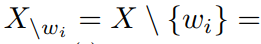 X_{\setminus w_i} = X \setminus \{w_i\} =